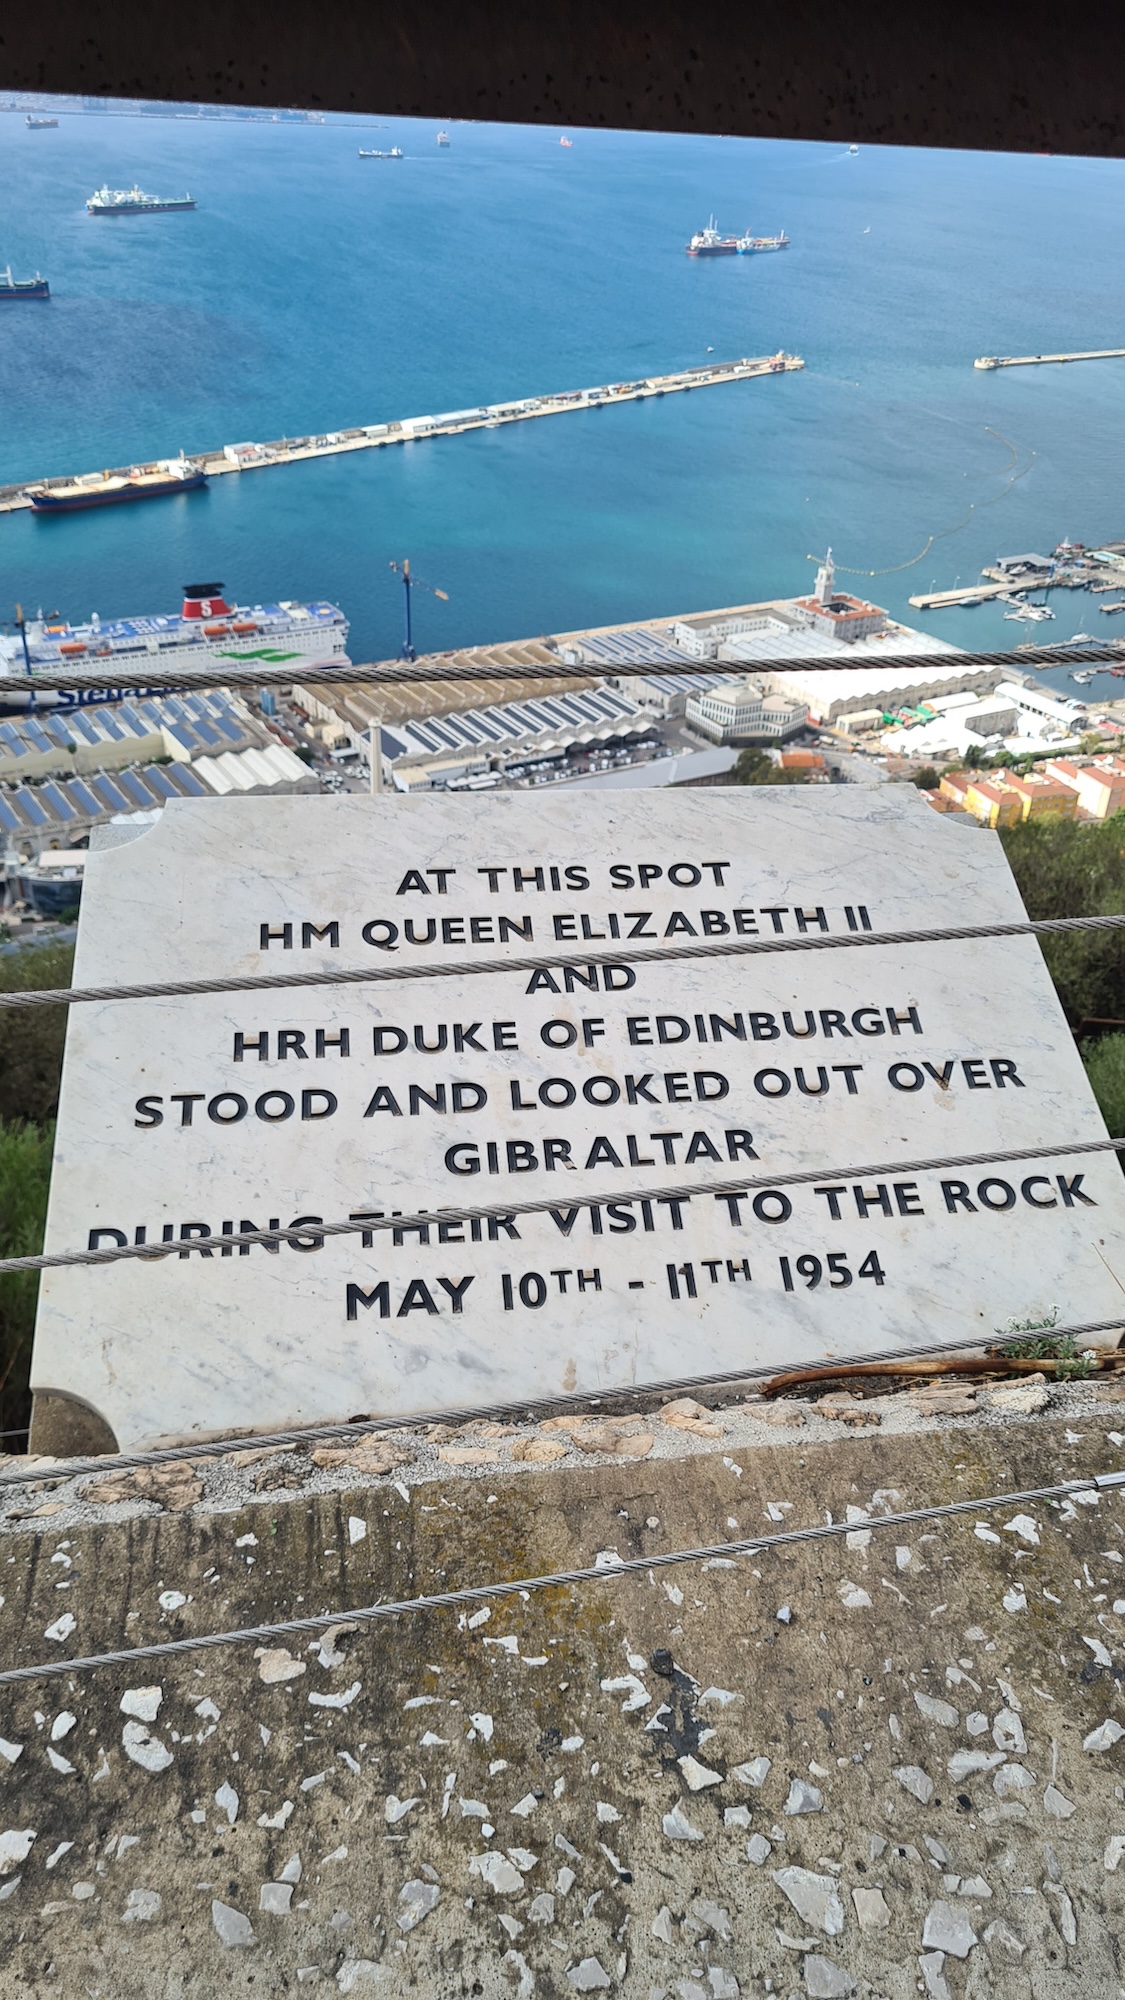 S
Stena
AT THIS SPOT
HM QUEEN ELIZABETH II
AND
HRH DUKE OF EDINBURGH
STOOD AND LOOKED OUT OVER
GIBRALTAR
DURING THEIR VISIT TO THE ROCK
MAY 10TH - 11TH 1954